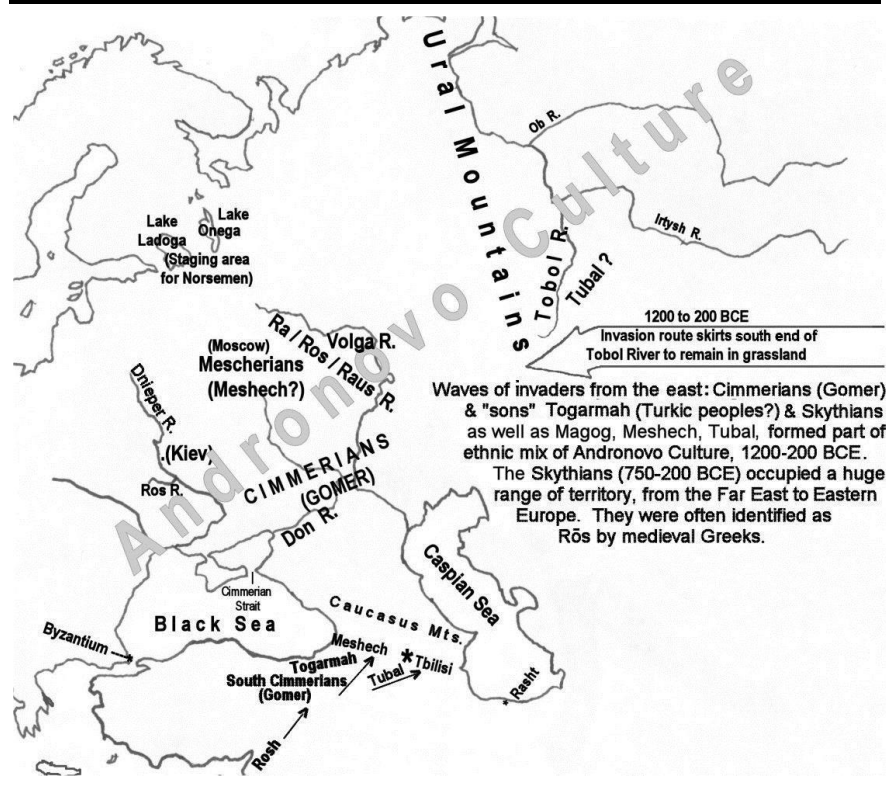 Ural Mountains
Andronovo Culture
Ob R.
Irtysh R.
Tobol R.
Tubal ?
Lake
Ladoga
Lake
Onega
(Staging area
for Norsemen)
1200 to 200 BCE
Invasion route skirts south end of
Tobol River to remain in grassland
Ra / Ros / Raus R.
Volga R.
(Moscow)
Mescherians
(Meshech?)
Dnieper R.
.(Kiev)
Ros R.
CIMMERIANS
(GOMER)
Don R.
Waves of invaders from the east: Cimmerians (Gomer)
& "sons" Togarmah (Turkic peoples?) & Skythians
as well as Magog, Meshech, Tubal, formed part of
ethnic mix of Andronovo Culture, 1200-200 BCE.
The Skythians (750-200 BCE) occupied a huge
range of territory, from the Far East to Eastern
Europe. They were often identified as
Rōs by medieval Greeks.
Caspian Sea
Cimmerian
Strait
Black Sea
Caucasus Mts.
Byzantium
Meshech
Togarmah
* Tbilisi
Tubal
South Cimmerians
(Gomer)
* Rasht
Rosh